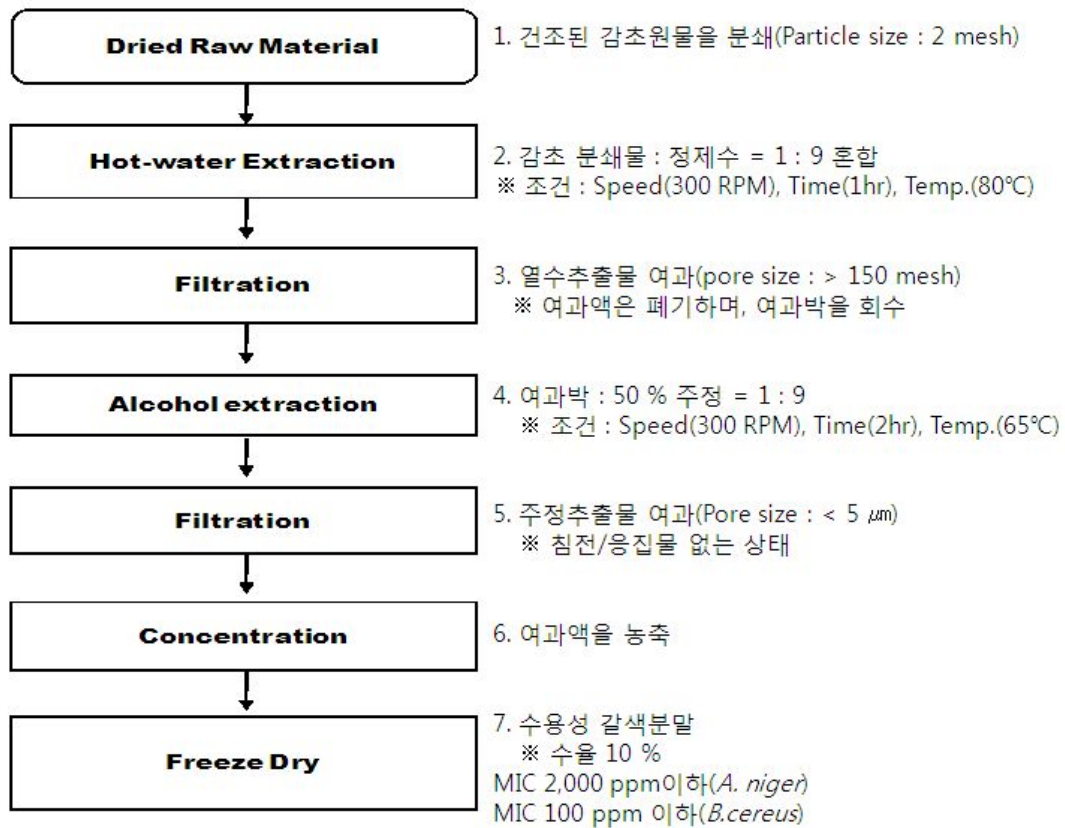 Dried Raw Material
1. 건조된 감초원물을 분쇄(Particle size : 2 mesh)
Hot-water Extraction
2. 감초 분쇄물 : 정제수 = 1 : 9 혼합
※ 조건 : Speed(300 RPM), Time(1hr), Temp.(80℃)
Filtration
3. 열수추출물 여과(pore size : > 150 mesh)
※ 여과액은 폐기하며, 여과박을 회수
Alcohol extraction
4. 여과박 : 50 % 주정 = 1 : 9
※ 조건 : Speed(300 RPM), Time(2hr), Temp.(65℃)
Filtration
5. 주정추출물 여과(Pore size : < 5 ㎛)
※ 침전/응집물 없는 상태
Concentration
6. 여과액을 농축
Freeze Dry
7. 수용성 갈색분말
※ 수율 10 %
MIC 2,000 ppm이하(A. niger)
MIC 100 ppm 이하(B.cereus)